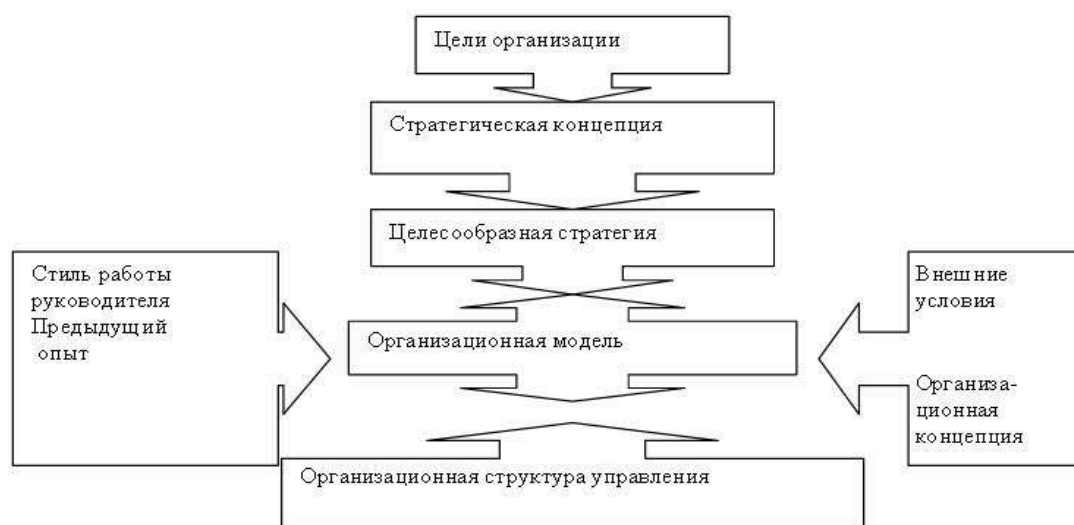 Цели организации
Стратегическая концепция
Целесообразная стратегия
Стиль работы
руководителя
Предыдущий
опыт
Внешние
условия
Организационная модель
Организа-
ционная
концепция
Организационная структура управления